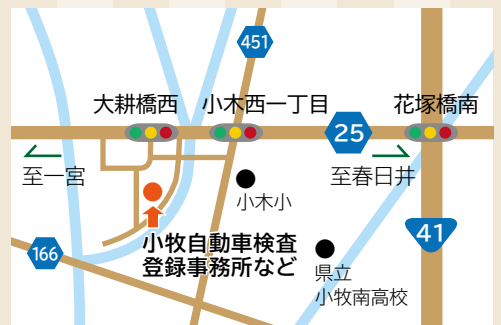 451
大耕橋西
小木西一丁目
花塚橋南
25
至一宮
至春日井
小木小
41
小牧自動車検査
登録事務所など
166
県立
小牧南高校